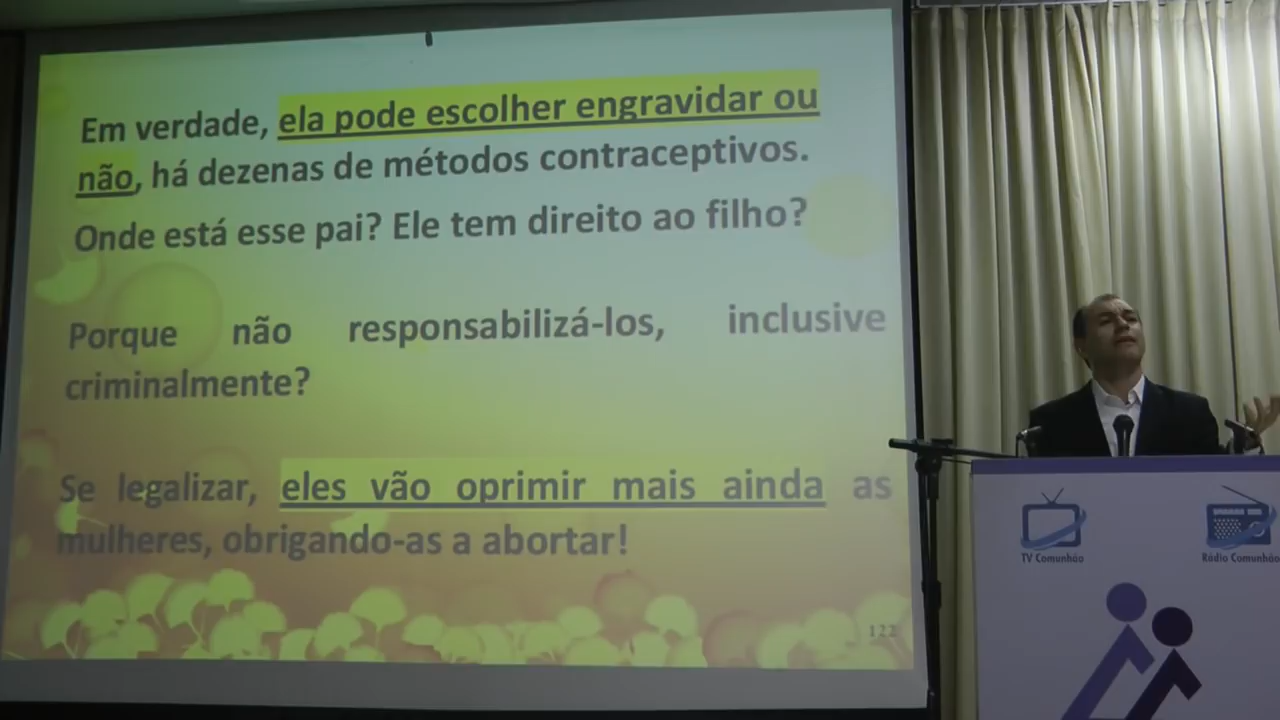 Em verdade, ela pode escolher engravidar ou
não, há dezenas de métodos contraceptivos.
Onde está esse pai? Ele tem direito ao filho?
Porque não responsabilizá-los, inclusive
criminalmente?
Se legalizar, eles vão oprimir mais ainda as
mulheres, obrigando-as a abortar!
122
TV Comunhão
Rádio Comunhão